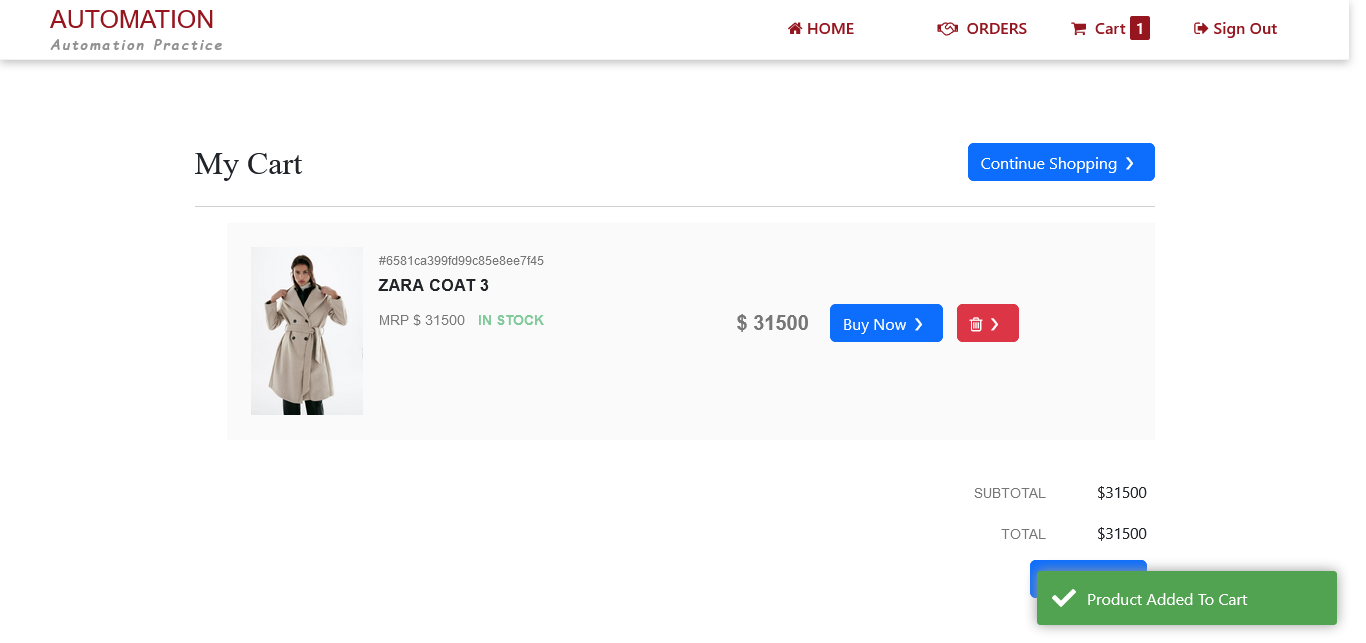 AUTOMATION
Automation Practice
HOME
ORDERS
Cart 1
Sign Out
My Cart
Continue Shopping ❯
#6581ca399fd99c85e8ee7f45
ZARA COAT 3
MRP $ 31500 IN STOCK
$ 31500
Buy Now ❯
❯
SUBTOTAL $31500
TOTAL $31500
Product Added To Cart